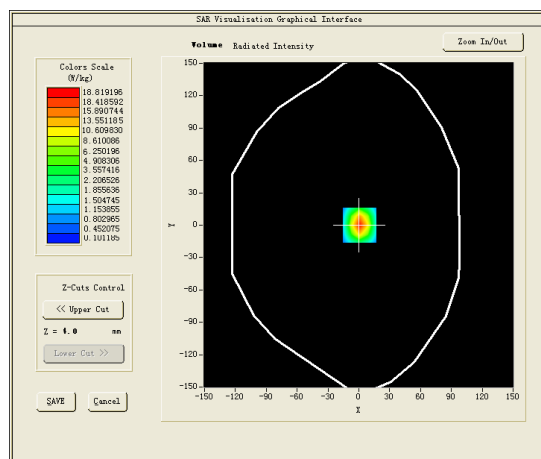 SAR Visualisation Graphical Interface
Volume Radiated Intensity
Zoom In/Out
Colors Scale
(W/kg)
18.819196
18.418592
15.890744
13.551185
10.609830
8.610086
6.250196
4.908306
3.557416
2.206526
1.855636
1.504745
1.153855
0.802965
0.452075
0.101185
Z-Cuts Control
<< Upper Cut
Z = 4.0 mm
Lower Cut >>
SAVE
Cancel
150
120
90
60
30
0
-30
-60
-90
-120
-150
Y
-150 -120 -90 -60 -30 0 30 60 90 120 150
X